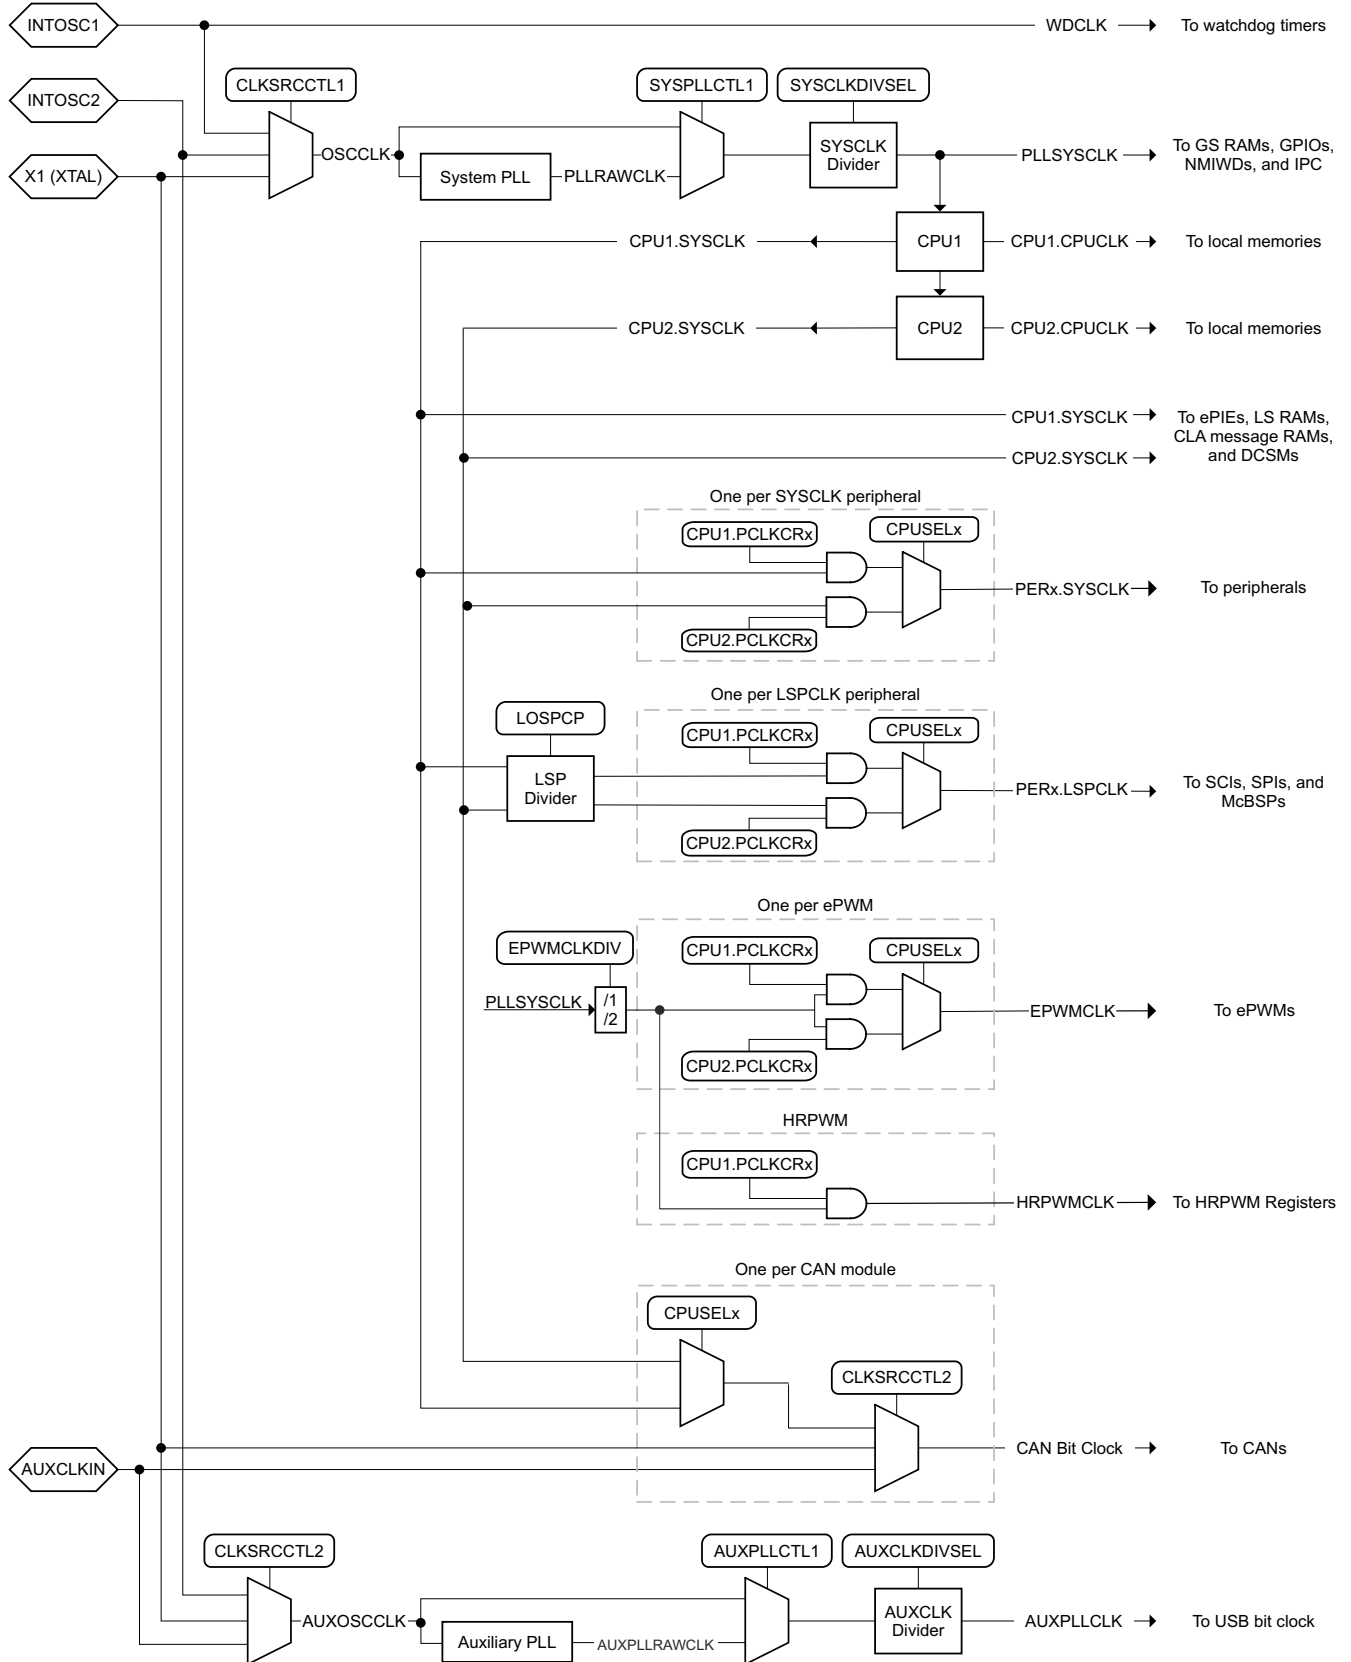 INTOSC1
WDCLK
To watchdog timers
INTOSC2
CLKSRCCTL1
SYSPLLCTL1
SYSCLKDIVSEL
X1 (XTAL)
OSCCLK
System PLL
PLLRAWCLK
SYSCLK
Divider
PLLSYSCLK
To GS RAMs, GPIOs,
NMIWDs, and IPC
CPU1.SYSCLK
CPU1
CPU1.CPUCLK
To local memories
CPU2.SYSCLK
CPU2
CPU2.CPUCLK
To local memories
CPU1.SYSCLK
CPU2.SYSCLK
To ePIEs, LS RAMs,
CLA message RAMs,
and DCSMs
One per SYSCLK peripheral
CPU1.PCLKCRx
CPUSELx
CPU2.PCLKCRx
PERx.SYSCLK
To peripherals
One per LSPCLK peripheral
LOSPCP
LSP
Divider
CPU1.PCLKCRx
CPUSELx
CPU2.PCLKCRx
PERx.LSPCLK
To SCIs, SPIs, and
McBSPs
One per ePWM
EPWMCLKDIV
PLLSYSCLK
/1
/2
CPU1.PCLKCRx
CPUSELx
CPU2.PCLKCRx
EPWMCLK
To ePWMs
HRPWM
CPU1.PCLKCRx
HRPWMCLK
To HRPWM Registers
One per CAN module
CPUSELx
CLKSRCCTL2
CAN Bit Clock
To CANs
AUXCLKIN
CLKSRCCTL2
AUXPLLCTL1
AUXCLKDIVSEL
AUXOSCCLK
Auxiliary PLL
AUXPLLRAWCLK
AUXCLK
Divider
AUXPLLCLK
To USB bit clock